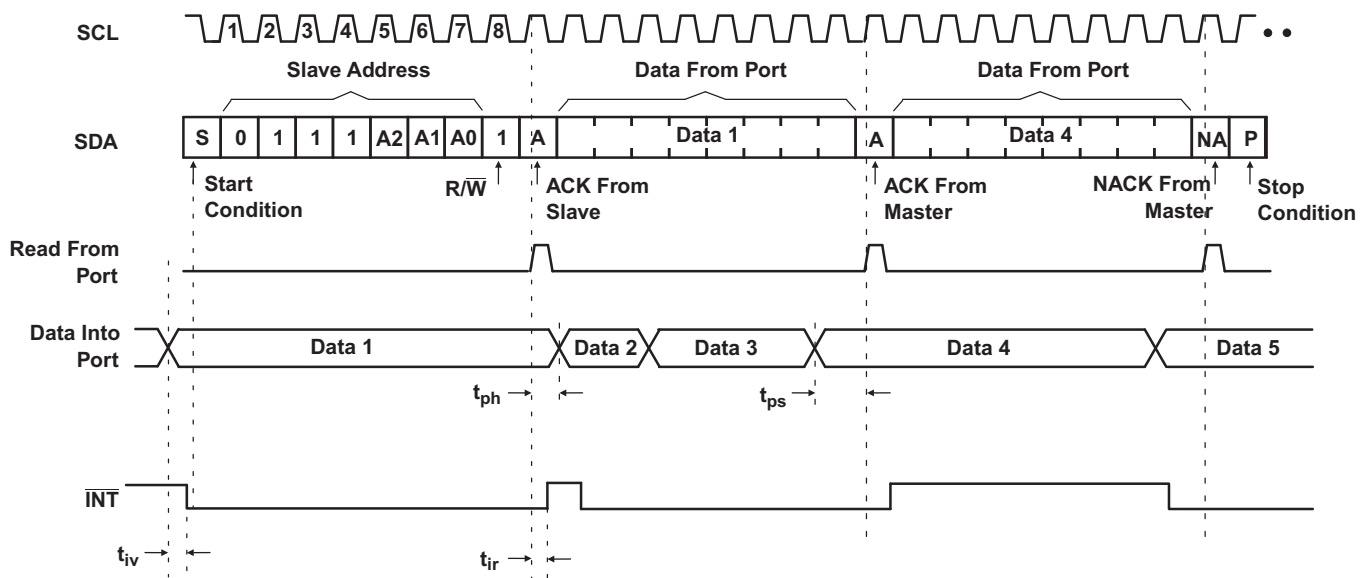 SCL 1 2 3 4 5 6 7 8
Slave Address Data From Port Data From Port
SDA S 0 1 1 1 A2 A1 A0 1 A Data 1 A Data 4 NA P
Start Condition
R/W̅
ACK From Slave
ACK From Master
NACK From Master
Stop Condition
Read From Port
Data Into Port Data 1 Data 2 Data 3 Data 4 Data 5
tph tps
I̅N̅T̅
tiv tir